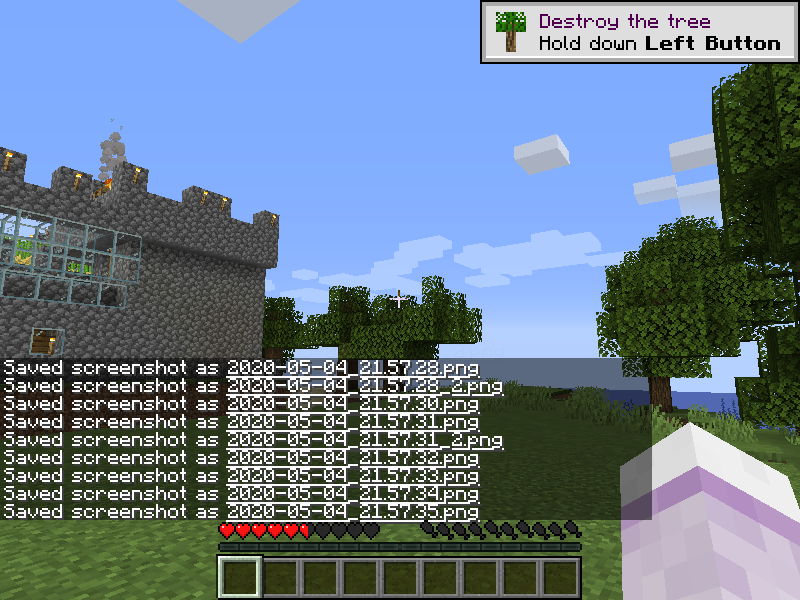 Destroy the tree
Hold down Left Button
Saved screenshot as 2020-05-04_21.57.28.png
Saved screenshot as 2020-05-04_21.57.28_2.png
Saved screenshot as 2020-05-04_21.57.30.png
Saved screenshot as 2020-05-04_21.57.31.png
Saved screenshot as 2020-05-04_21.57.31_2.png
Saved screenshot as 2020-05-04_21.57.32.png
Saved screenshot as 2020-05-04_21.57.33.png
Saved screenshot as 2020-05-04_21.57.34.png
Saved screenshot as 2020-05-04_21.57.35.png